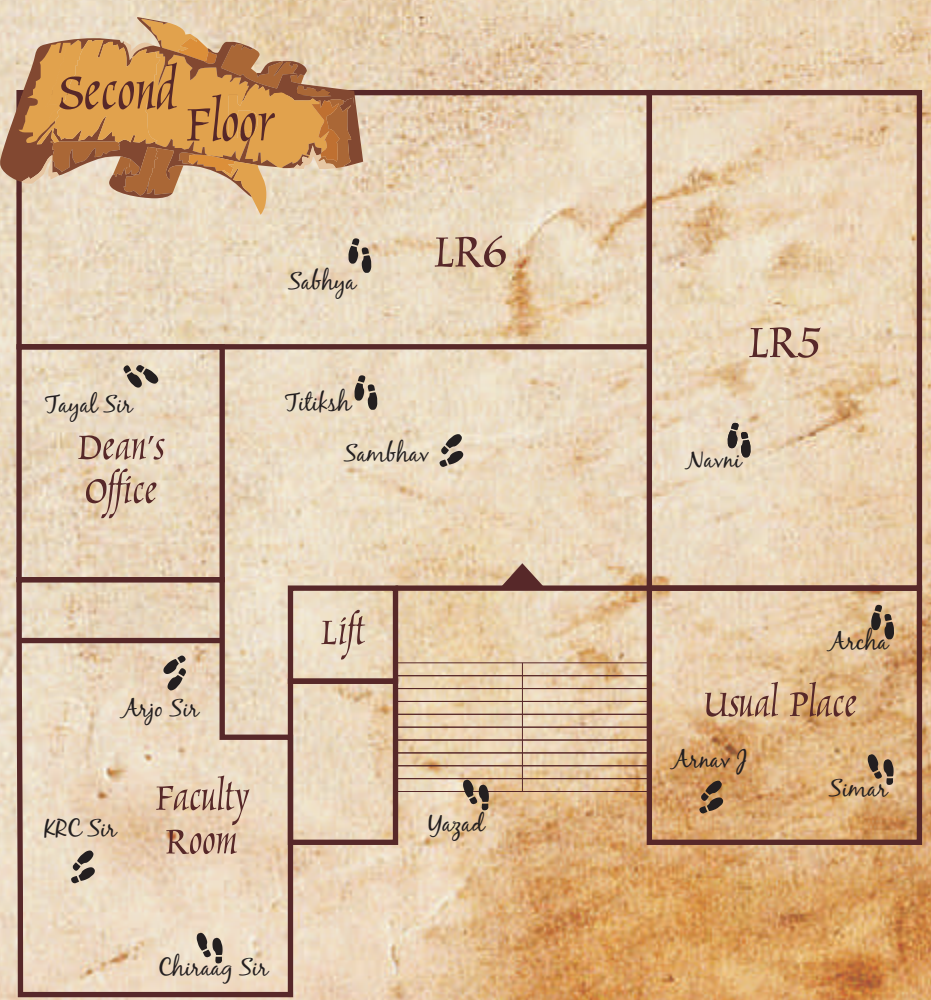 Second
Floor
LR6
Sabhya
LR5
Tayal Sir
Dean's
Office
Titiksh
Sambhav
Navni
Lift
Archa
Arjo Sir
Usual Place
Arnav J
Simar
Faculty
Room
KRC Sir
Yazad
Chiraag Sir